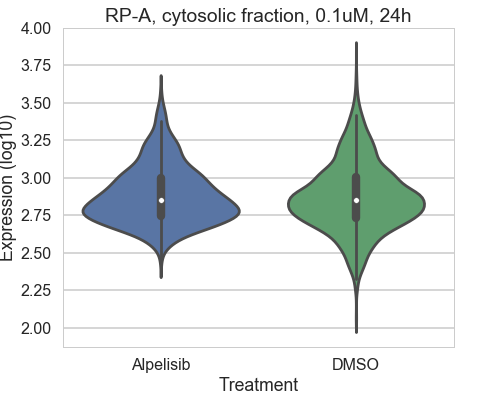 RP-A, cytosolic fraction, 0.1uM, 24h
4.00
3.75
3.50
3.25
3.00
2.75
2.50
2.25
2.00
Expression (log10)
Alpelisib
DMSO
Treatment